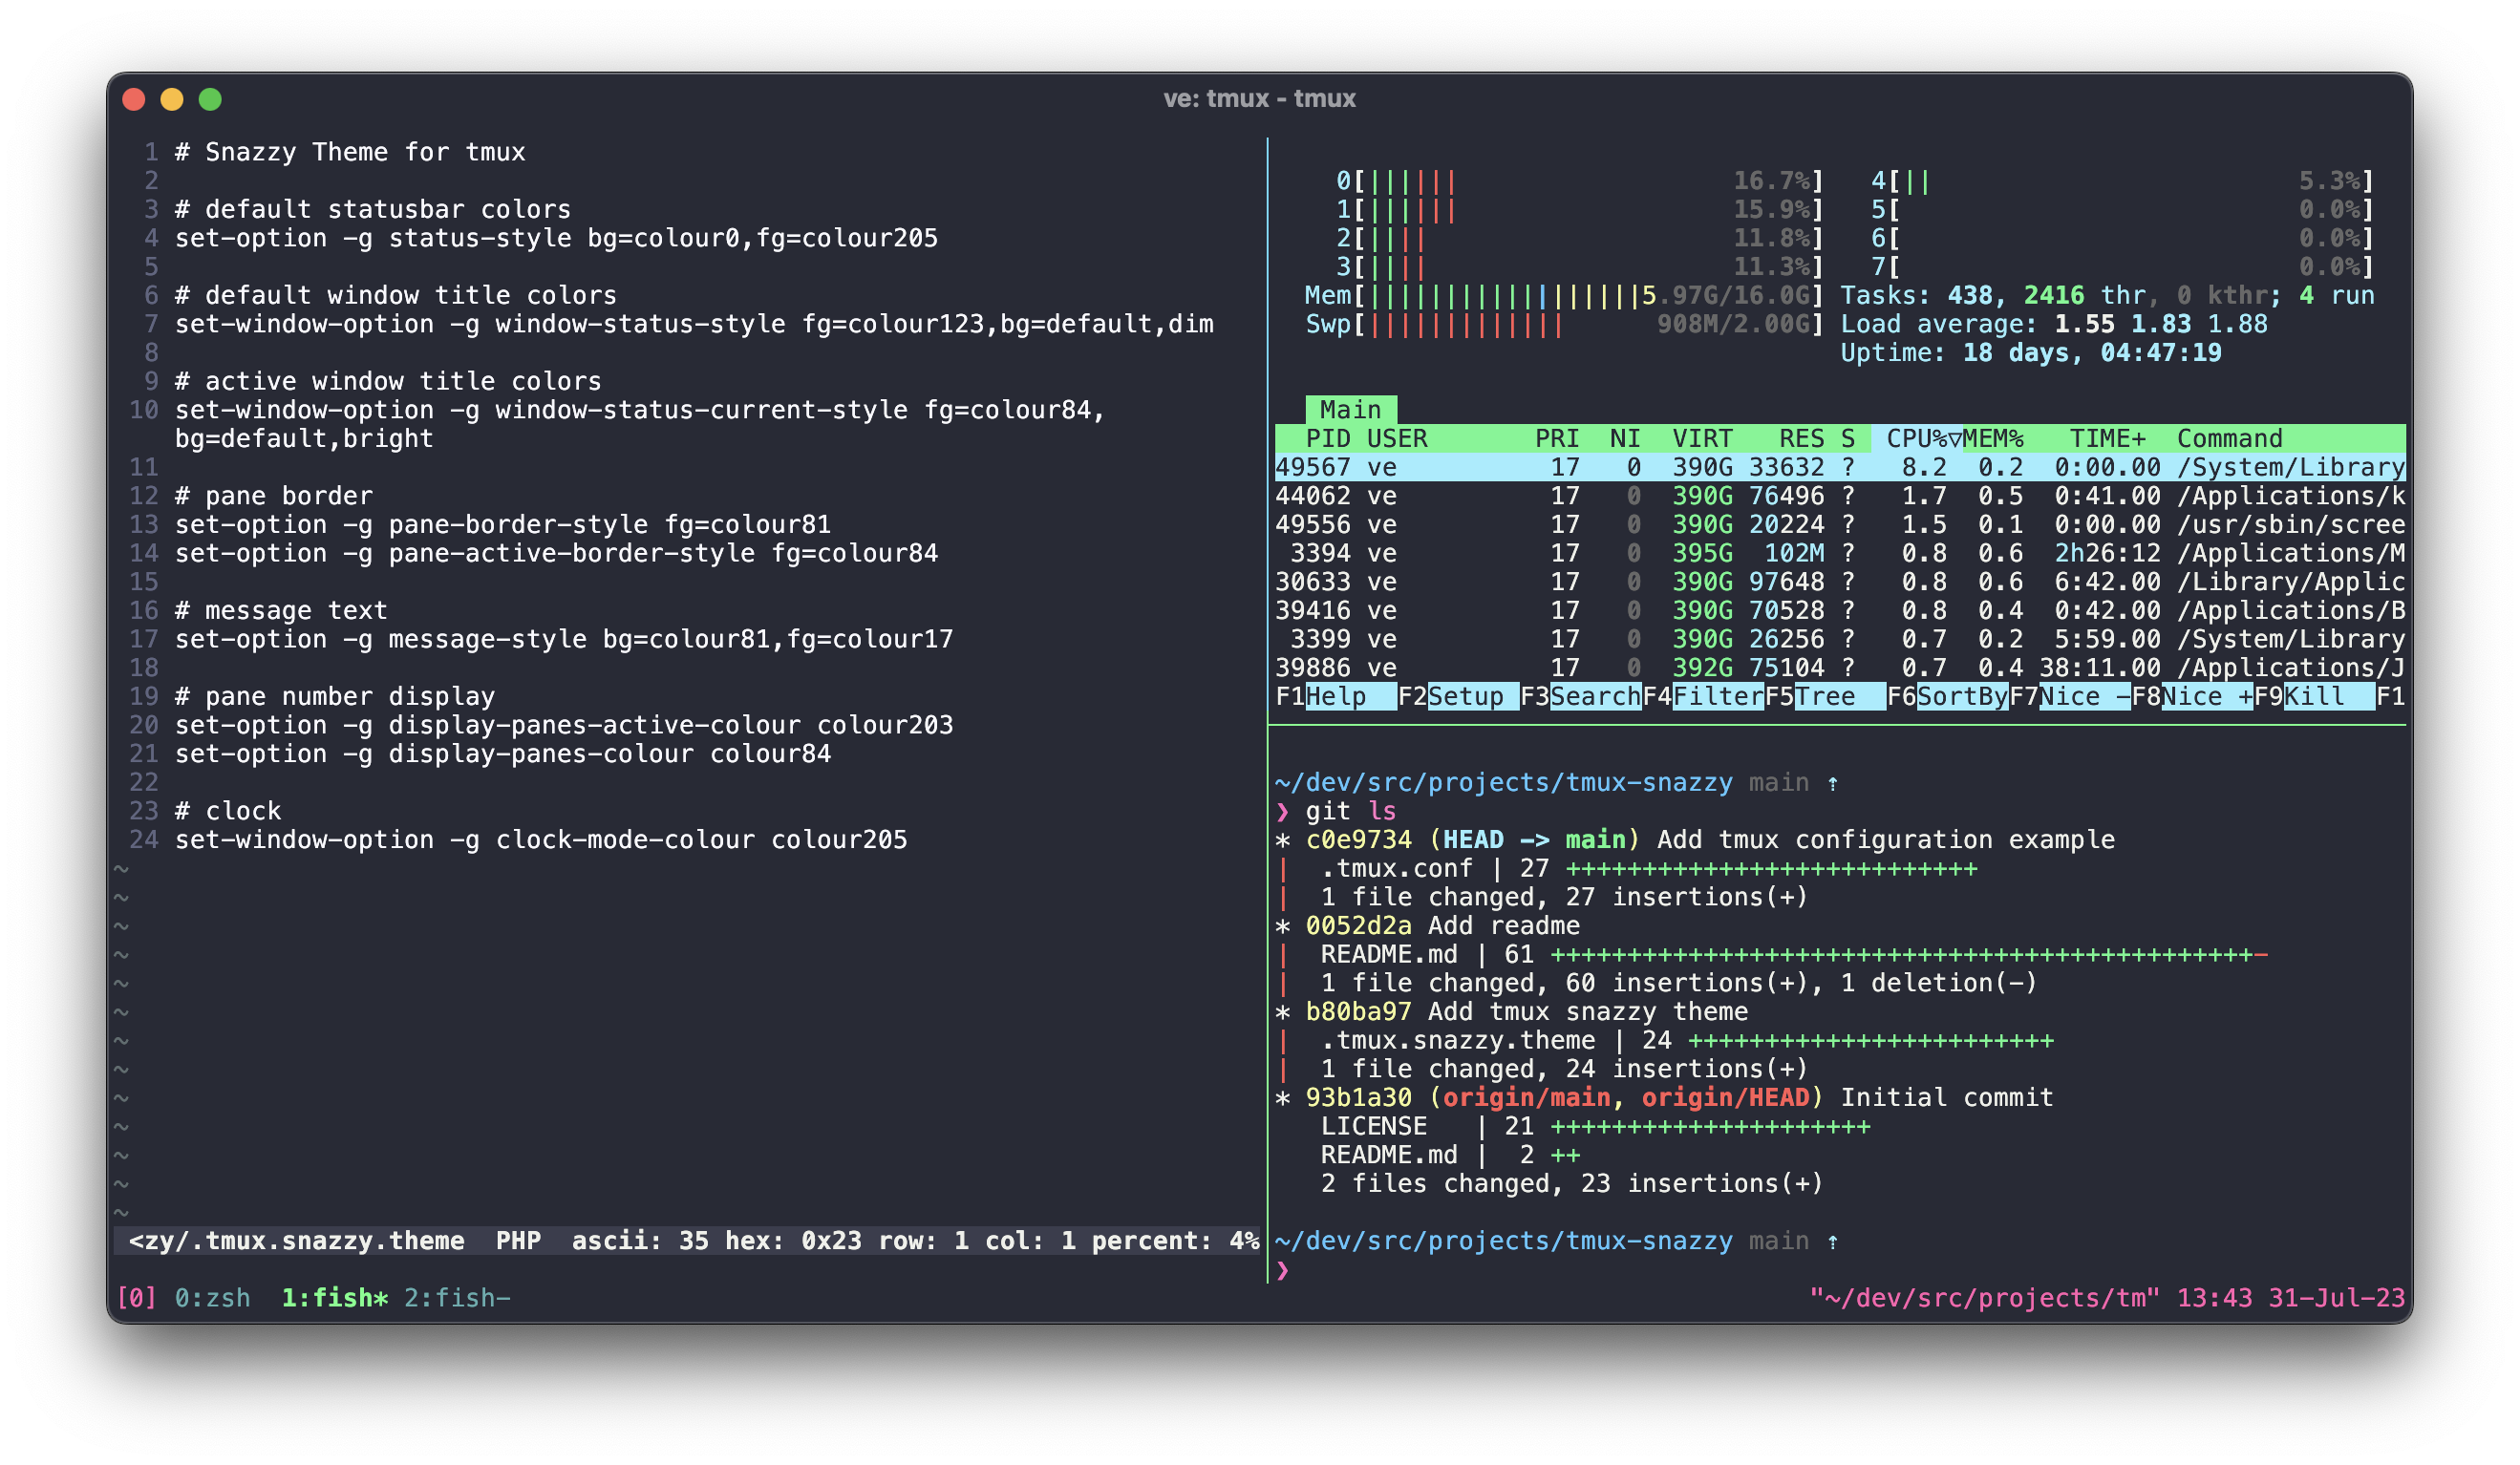 ve: tmux - tmux
1 # Snazzy Theme for tmux
2
3 # default statusbar colors
4 set-option -g status-style bg=colour0,fg=colour205
5
6 # default window title colors
7 set-window-option -g window-status-style fg=colour123,bg=default,dim
8
9 # active window title colors
10 set-window-option -g window-status-current-style fg=colour84,
bg=default,bright
11
12 # pane border
13 set-option -g pane-border-style fg=colour81
14 set-option -g pane-active-border-style fg=colour84
15
16 # message text
17 set-option -g message-style bg=colour81,fg=colour17
18
19 # pane number display
20 set-option -g display-panes-active-colour colour203
21 set-option -g display-panes-colour colour84
22
23 # clock
24 set-window-option -g clock-mode-colour colour205
~
~
~
~
~
~
~
~
~
~
~
~
~
<zy/.tmux.snazzy.theme  PHP  ascii: 35 hex: 0x23 row: 1 col: 1 percent: 4%
0[|||||| 16.7%] 4[|| 5.3%]
1[|||||| 15.9%] 5[ 0.0%]
2[|||| 11.8%] 6[ 0.0%]
3[|||| 11.3%] 7[ 0.0%]
Mem[||||||||||||||||||5.97G/16.0G] Tasks: 438, 2416 thr, 0 kthr; 4 run
Swp[||||||||||||| 908M/2.00G] Load average: 1.55 1.83 1.88
Uptime: 18 days, 04:47:19
Main
PID USER PRI NI VIRT RES S CPU%▽MEM% TIME+ Command
49567 ve 17 0 390G 33632 ? 8.2 0.2 0:00.00 /System/Library
44062 ve 17 0 390G 76496 ? 1.7 0.5 0:41.00 /Applications/k
49556 ve 17 0 390G 20224 ? 1.5 0.1 0:00.00 /usr/sbin/scree
3394 ve 17 0 395G 102M ? 0.8 0.6 2h26:12 /Applications/M
30633 ve 17 0 390G 97648 ? 0.8 0.6 6:42.00 /Library/Applic
39416 ve 17 0 390G 70528 ? 0.8 0.4 0:42.00 /Applications/B
3399 ve 17 0 390G 26256 ? 0.7 0.2 5:59.00 /System/Library
39886 ve 17 0 392G 75104 ? 0.7 0.4 38:11.00 /Applications/J
F1Help  F2Setup F3SearchF4FilterF5Tree  F6SortByF7Nice -F8Nice +F9Kill  F1
~/dev/src/projects/tmux-snazzy main ⇡
❯ git ls
* c0e9734 (HEAD -> main) Add tmux configuration example
|  .tmux.conf | 27 +++++++++++++++++++++++++++
|  1 file changed, 27 insertions(+)
* 0052d2a Add readme
|  README.md | 61 ++++++++++++++++++++++++++++++++++++++++++++++-
|  1 file changed, 60 insertions(+), 1 deletion(-)
* b80ba97 Add tmux snazzy theme
|  .tmux.snazzy.theme | 24 ++++++++++++++++++++++++
|  1 file changed, 24 insertions(+)
* 93b1a30 (origin/main, origin/HEAD) Initial commit
LICENSE   | 21 +++++++++++++++++++++
README.md |  2 ++
2 files changed, 23 insertions(+)
~/dev/src/projects/tmux-snazzy main ⇡
❯
[0] 0:zsh  1:fish* 2:fish- "~/dev/src/projects/tm" 13:43 31-Jul-23